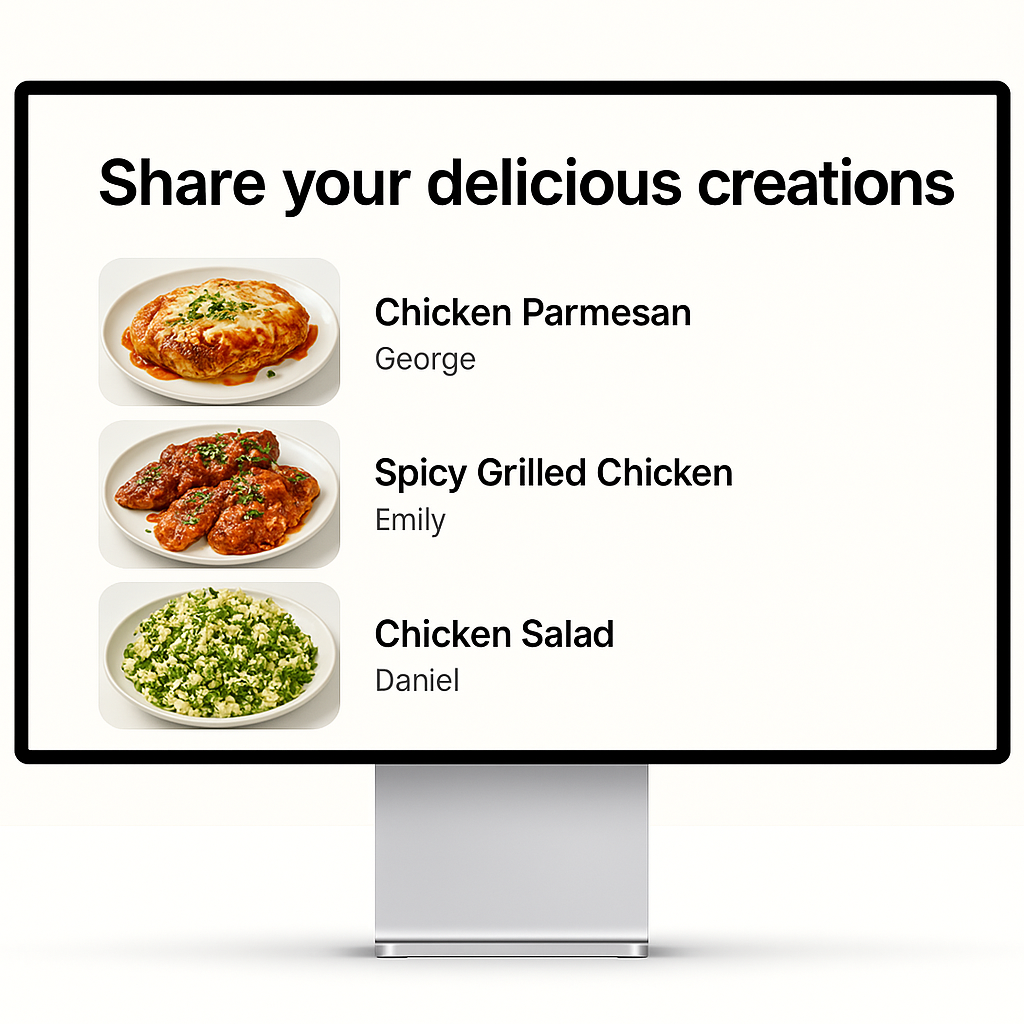 Share your delicious creations
Chicken Parmesan
George
Spicy Grilled Chicken
Emily
Chicken Salad
Daniel